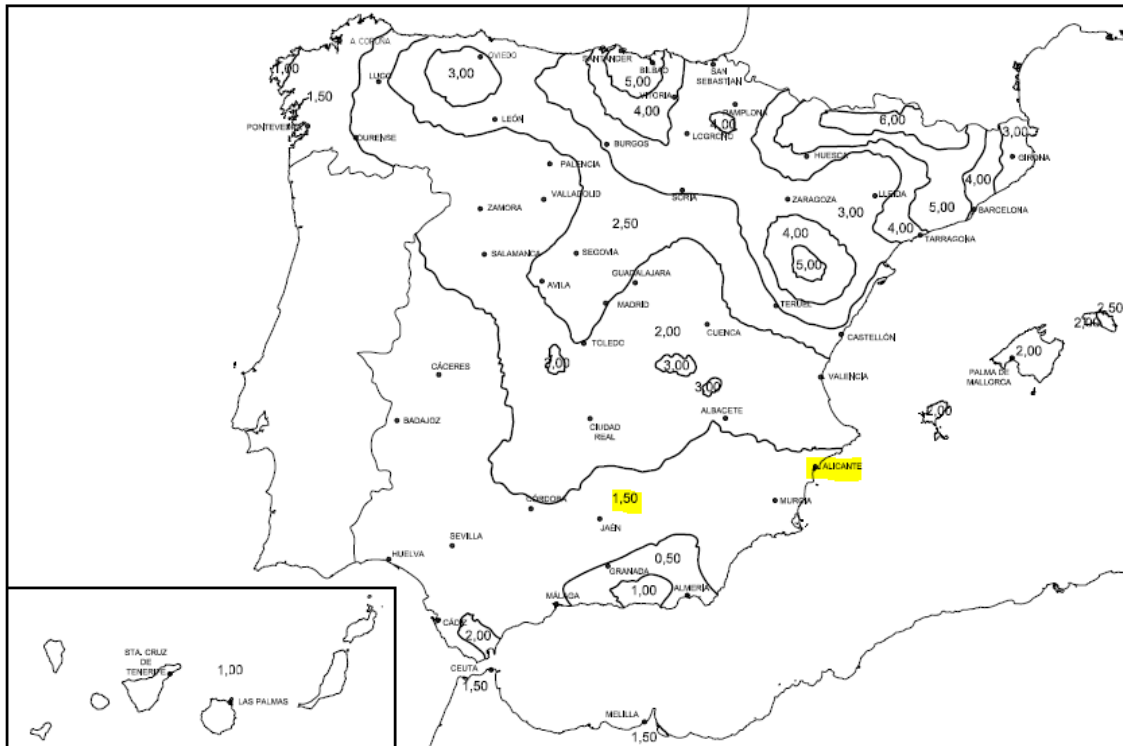 A CORUÑA
OVIEDO
SANTANDER
BILBAO
SAN
SEBASTIAN
1,00
LUGO
3,00
5,00
VITORIA
1,50
4,00
PAMPLONA
PONTEVEDRA
LEÓN
4,00
6,00
3,00
OURENSE
LOGROÑO
BURGOS
HUESCA
GIRONA
PALENCIA
4,00
VALLADOLID
SORIA
ZARAGOZA
LLEIDA
ZAMORA
3,00
5,00
BARCELONA
2,50
4,00
4,00
TARRAGONA
SALAMANCA
SEGOVIA
5,00
GUADALAJARA
AVILA
MADRID
TERUEL
2,50
2,00
2,00
CUENCA
CASTELLÓN
TOLEDO
2,00
3,00
2,00
CÁCERES
VALENCIA
PALMA DE
MALLORCA
3,00
2,00
BADAJOZ
CIUDAD
REAL
ALBACETE
ALICANTE
CÓRDOBA
1,50
MURCIA
JAÉN
SEVILLA
HUELVA
0,50
GRANADA
1,00
ALMERÍA
MÁLAGA
CÁDIZ
2,00
CEUTA
1,50
MELILLA
1,50
STA. CRUZ
DE
TENERIFE
1,00
LAS PALMAS